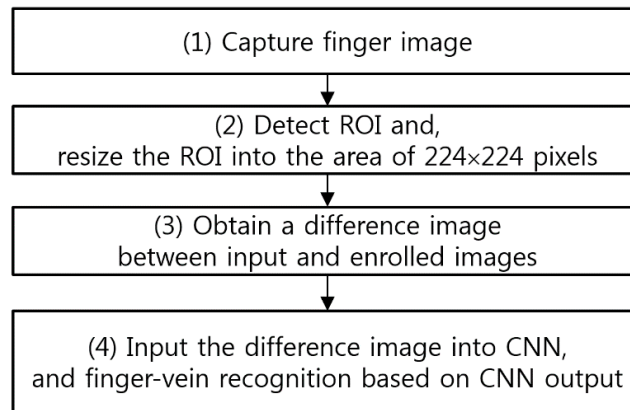 (1) Capture finger image
(2) Detect ROI and,
resize the ROI into the area of 224×224 pixels
(3) Obtain a difference image
between input and enrolled images
(4) Input the difference image into CNN,
and finger-vein recognition based on CNN output